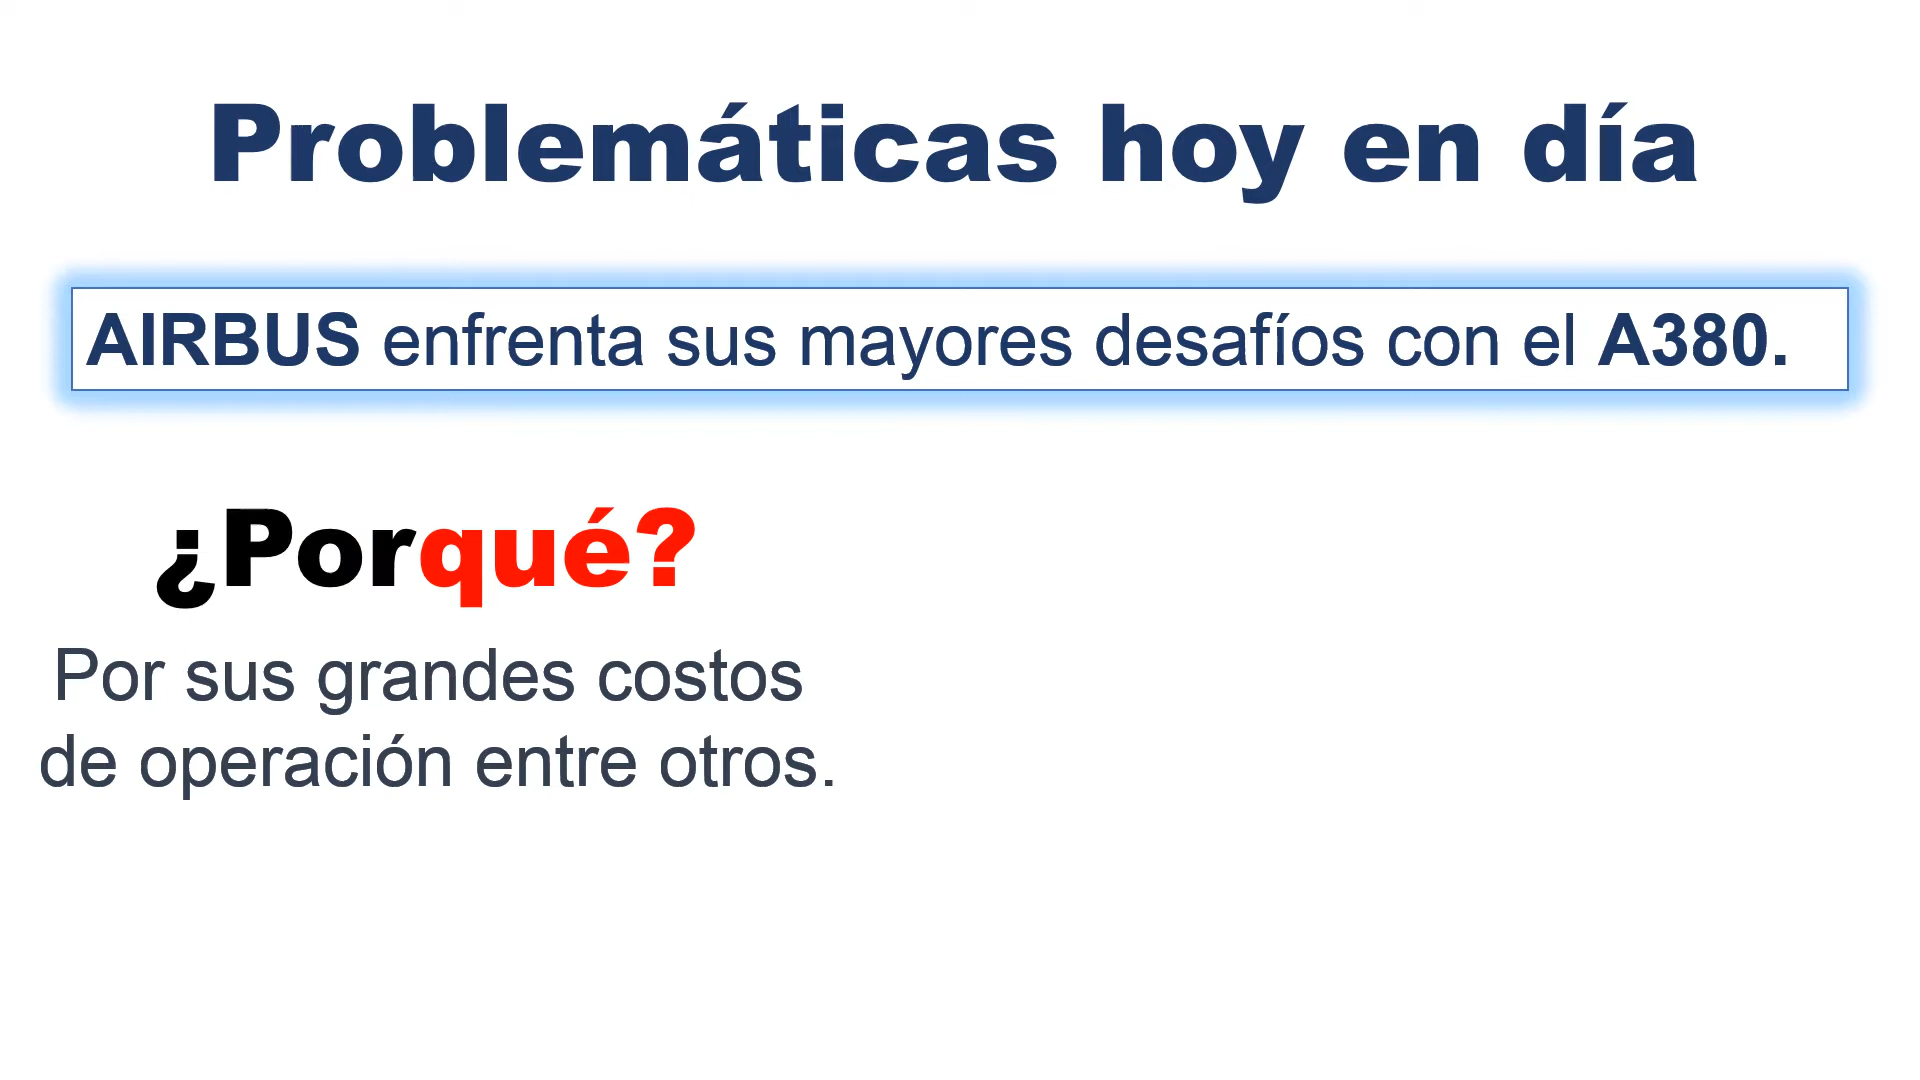 Problemáticas hoy en día
AIRBUS enfrenta sus mayores desafíos con el A380.
¿Porqué?
Por sus grandes costos
de operación entre otros.